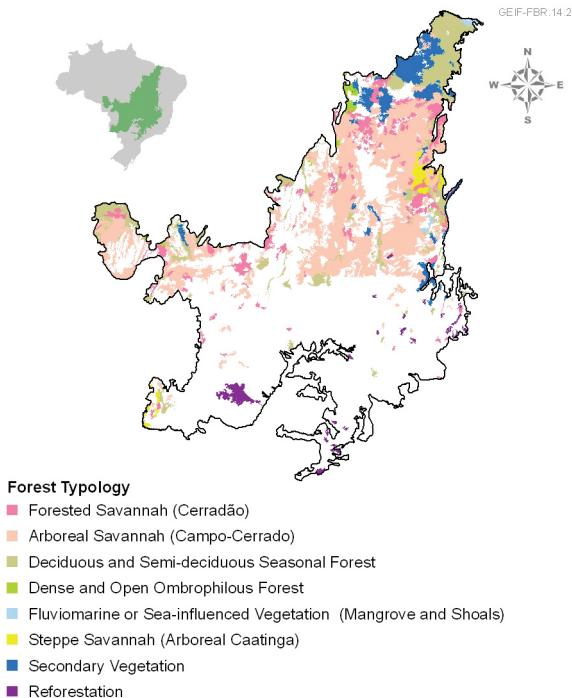 GEIF-FBR.14.2
N
W E
S
Forest Typology
Forested Savannah (Cerradão)
Arboreal Savannah (Campo-Cerrado)
Deciduous and Semi-deciduous Seasonal Forest
Dense and Open Ombrophilous Forest
Fluviomarine or Sea-influenced Vegetation (Mangrove and Shoals)
Steppe Savannah (Arboreal Caatinga)
Secondary Vegetation
Reforestation